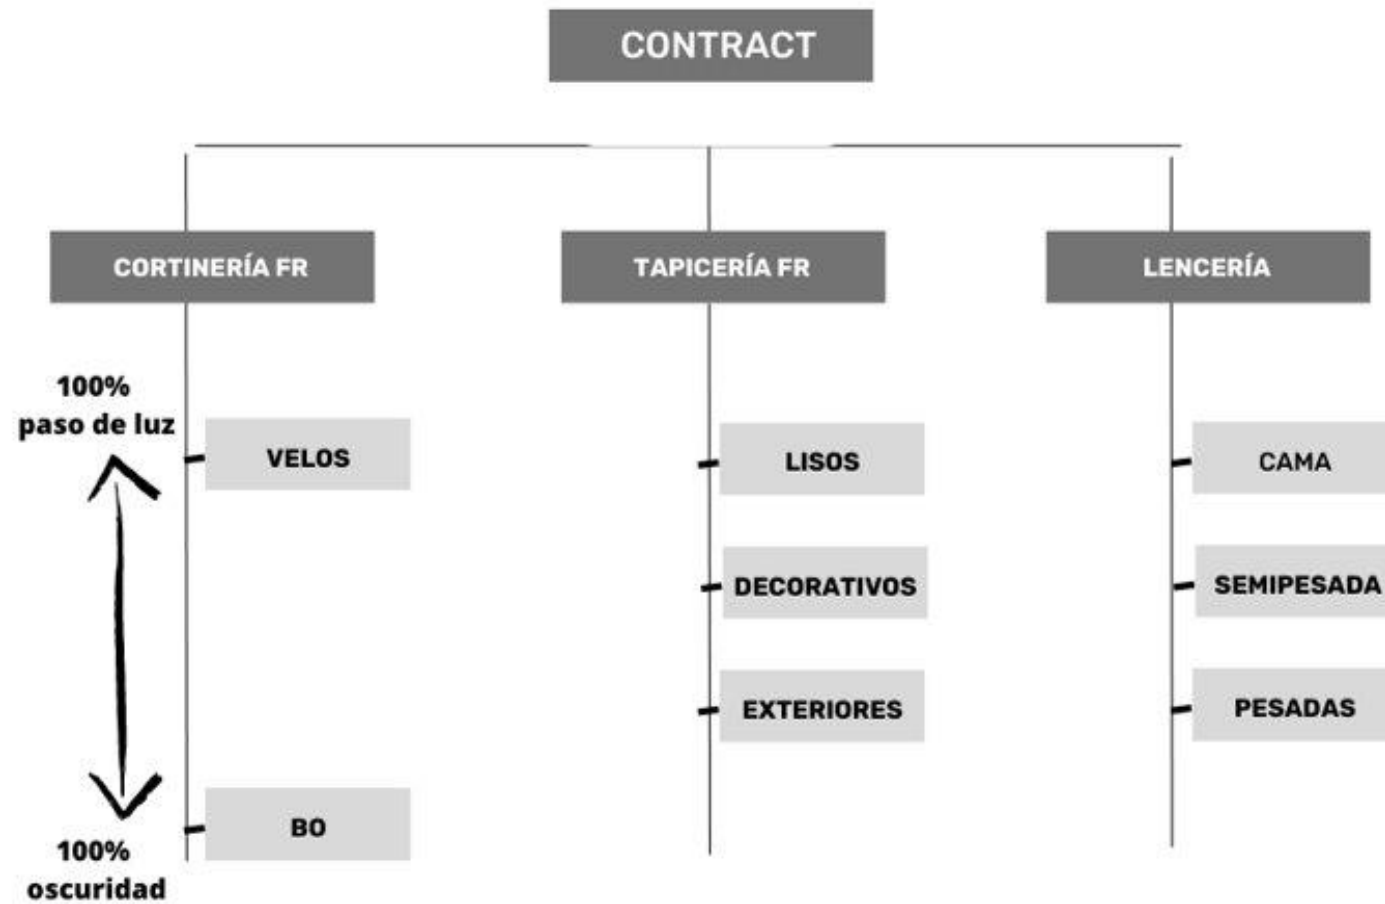 CONTRACT
CORTINERÍA FR
TAPICERÍA FR
LENCERÍA
100%
paso de luz
VELOS
LISOS
CAMA
DECORATIVOS
SEMIPESADA
EXTERIORES
PESADAS
BO
100%
oscuridad